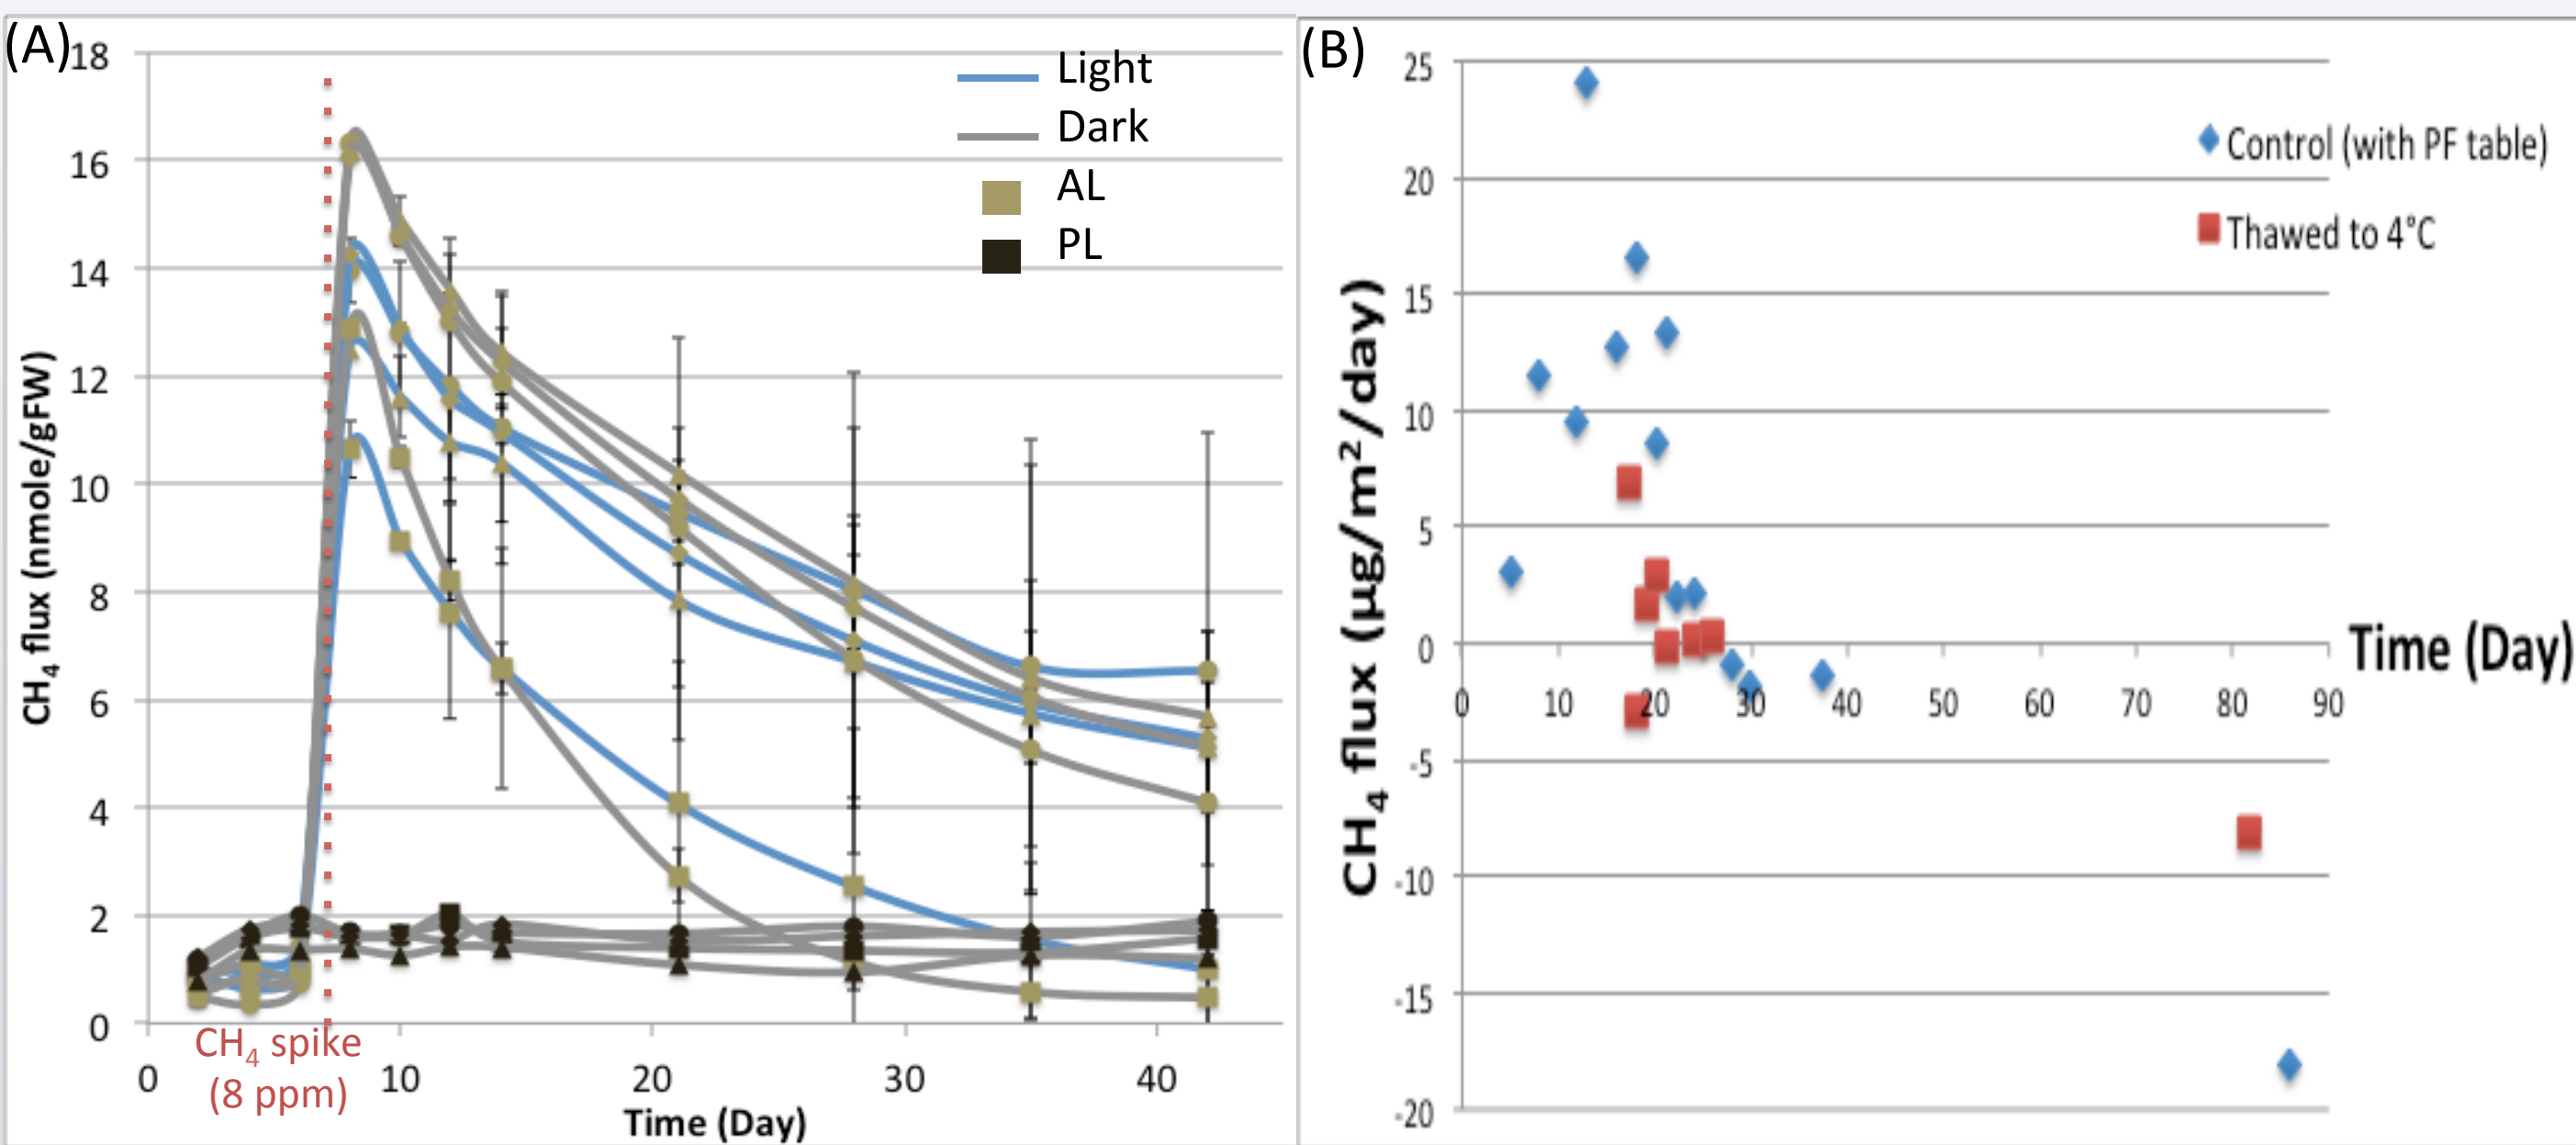 (A)
18
16
14
12
10
8
6
4
2
0
CH₄ flux (nmole/gFW)
Light
Dark
AL
PL
CH₄ spike
(8 ppm)
0 10 20 30 40
Time (Day)
(B)
25
20
15
10
5
0
-5
-10
-15
-20
CH₄ flux (µg/m²/day)
Control (with PF table)
Thawed to 4°C
Time (Day)
0 10 20 30 40 50 60 70 80 90